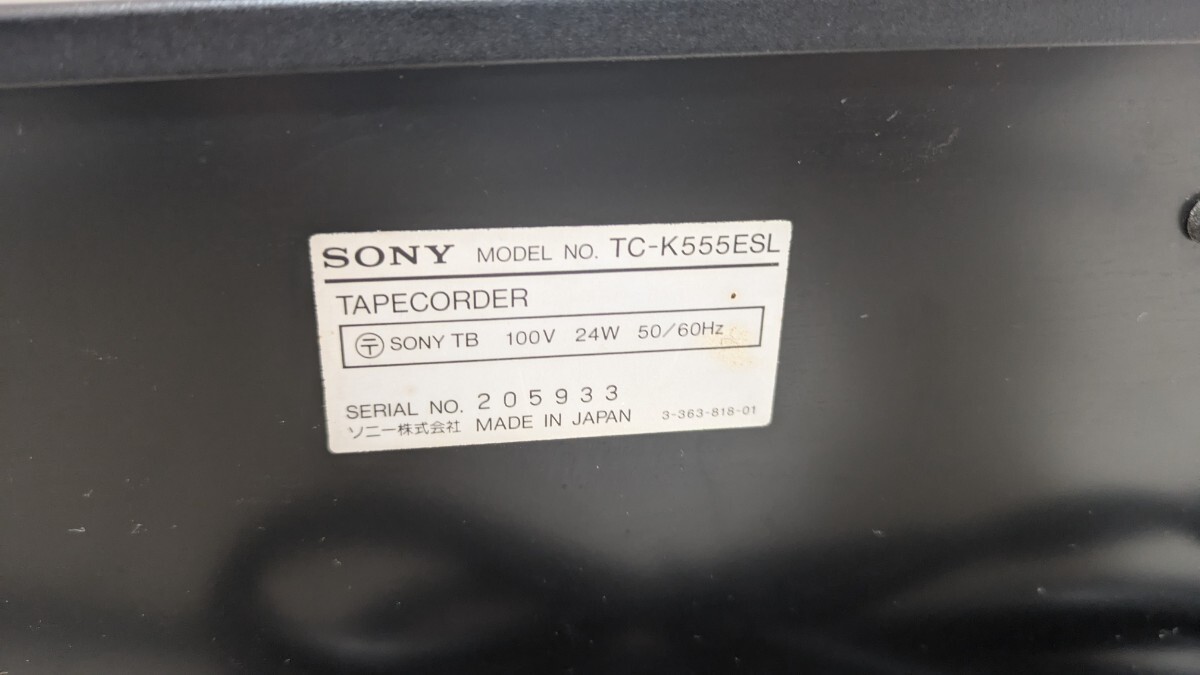 SONY MODEL NO. TC-K555ESL
TAPECORDER
〒 SONY TB 100V 24W 50/60Hz
SERIAL NO. 205933
ソニー株式会社 MADE IN JAPAN 3-363-818-01